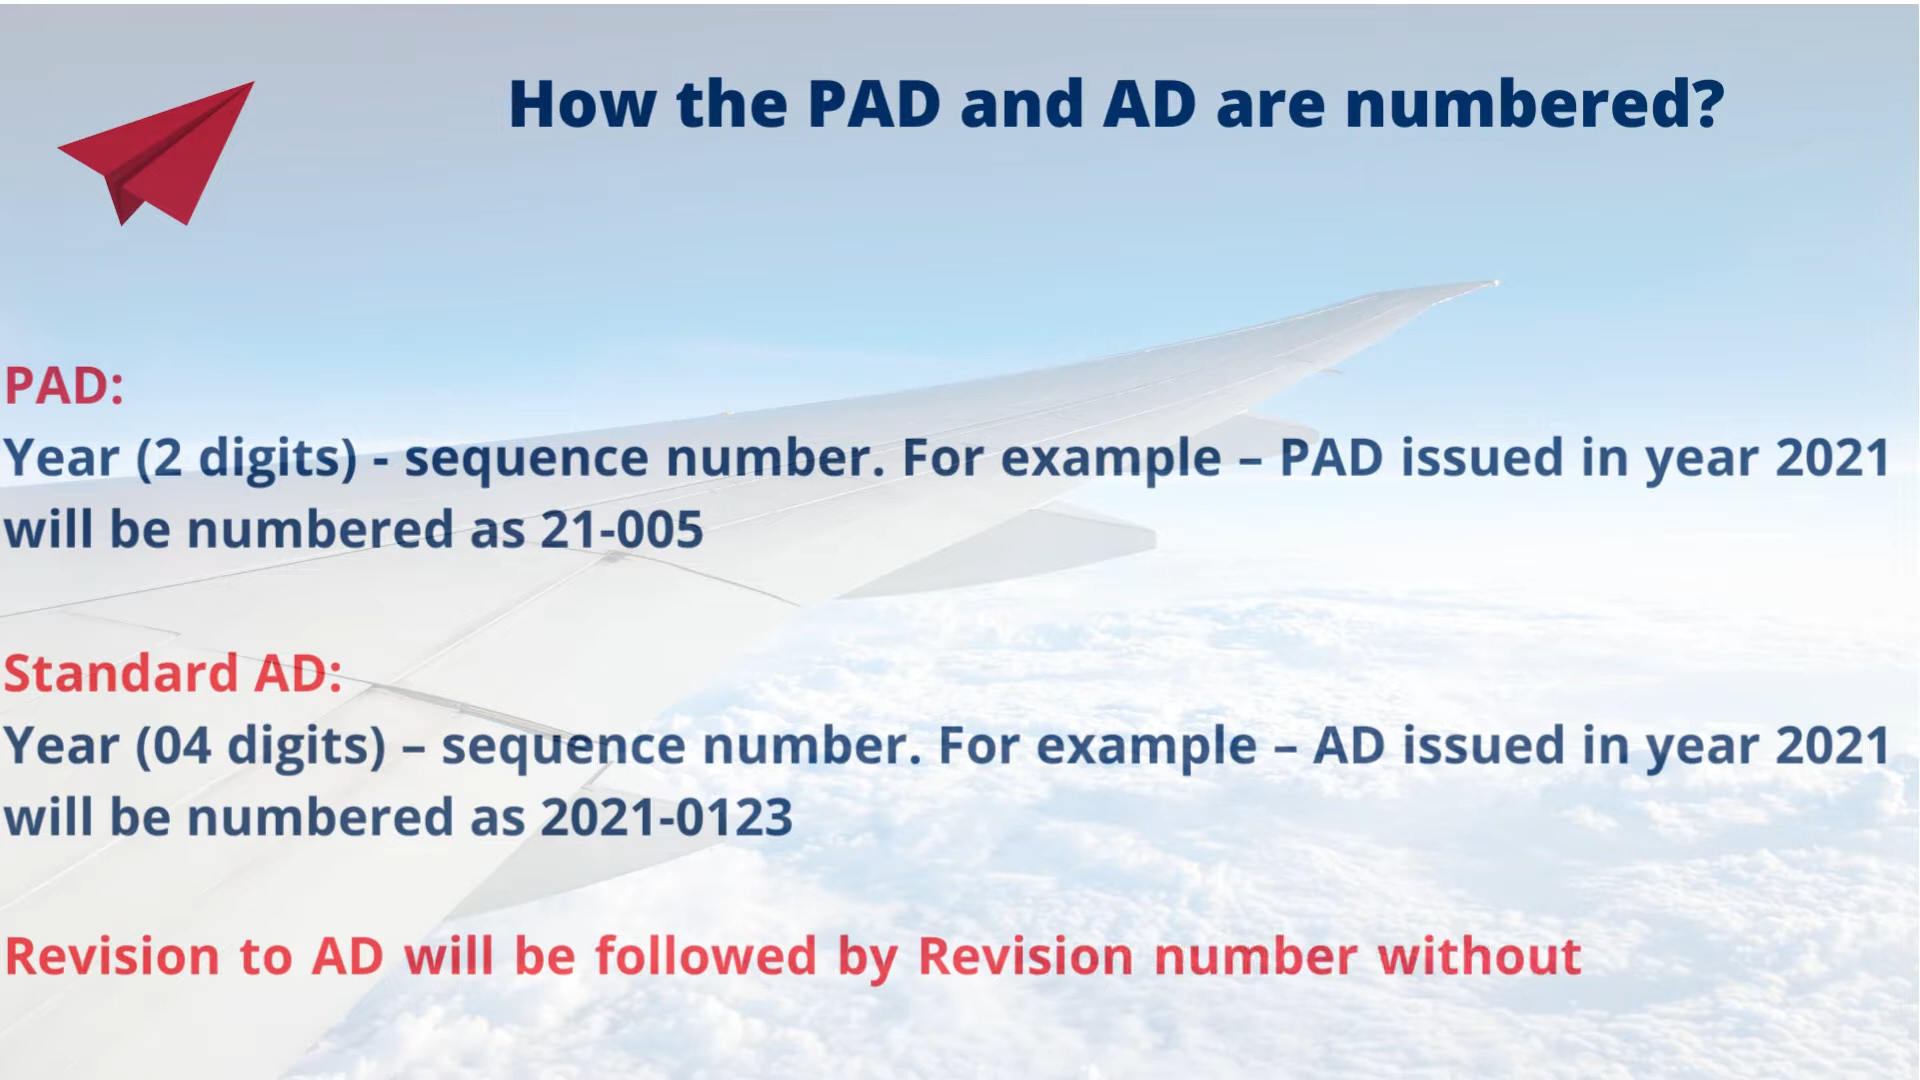 How the PAD and AD are numbered?
PAD:
Year (2 digits) - sequence number. For example – PAD issued in year 2021
will be numbered as 21-005
Standard AD:
Year (04 digits) – sequence number. For example – AD issued in year 2021
will be numbered as 2021-0123
Revision to AD will be followed by Revision number without